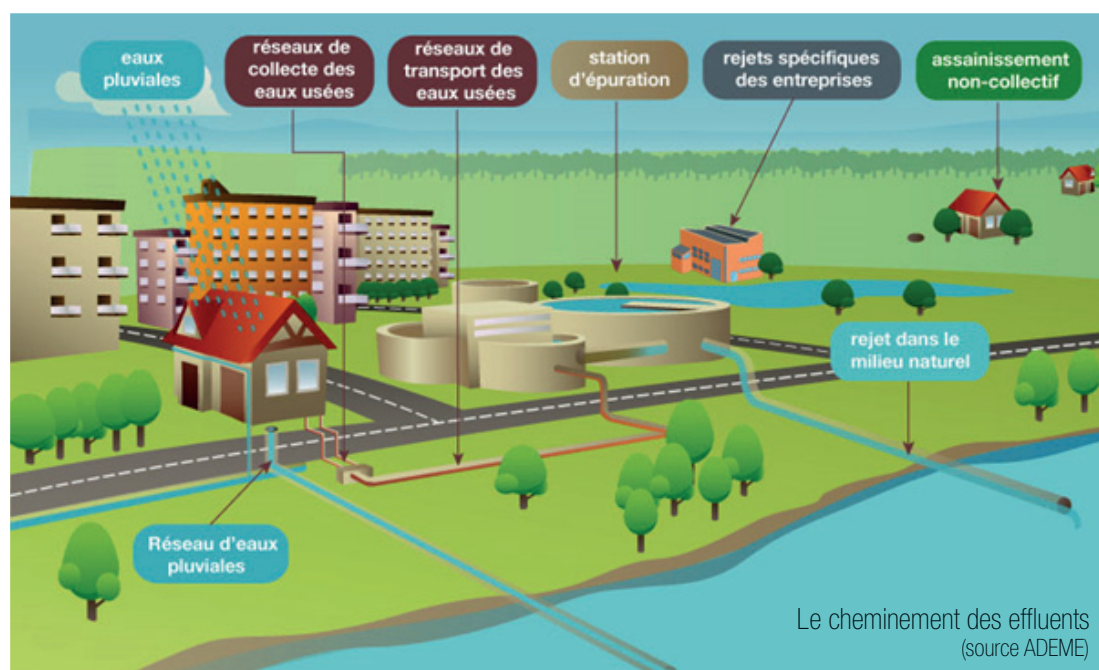 eaux
pluviales
réseaux de
collecte des
eaux usées
réseaux de
transport des
eaux usées
station
d'épuration
rejets spécifiques
des entreprises
assainissement
non-collectif
rejet dans le
milieu naturel
Réseau d'eaux
pluviales
Le cheminement des effluents
(source ADEME)